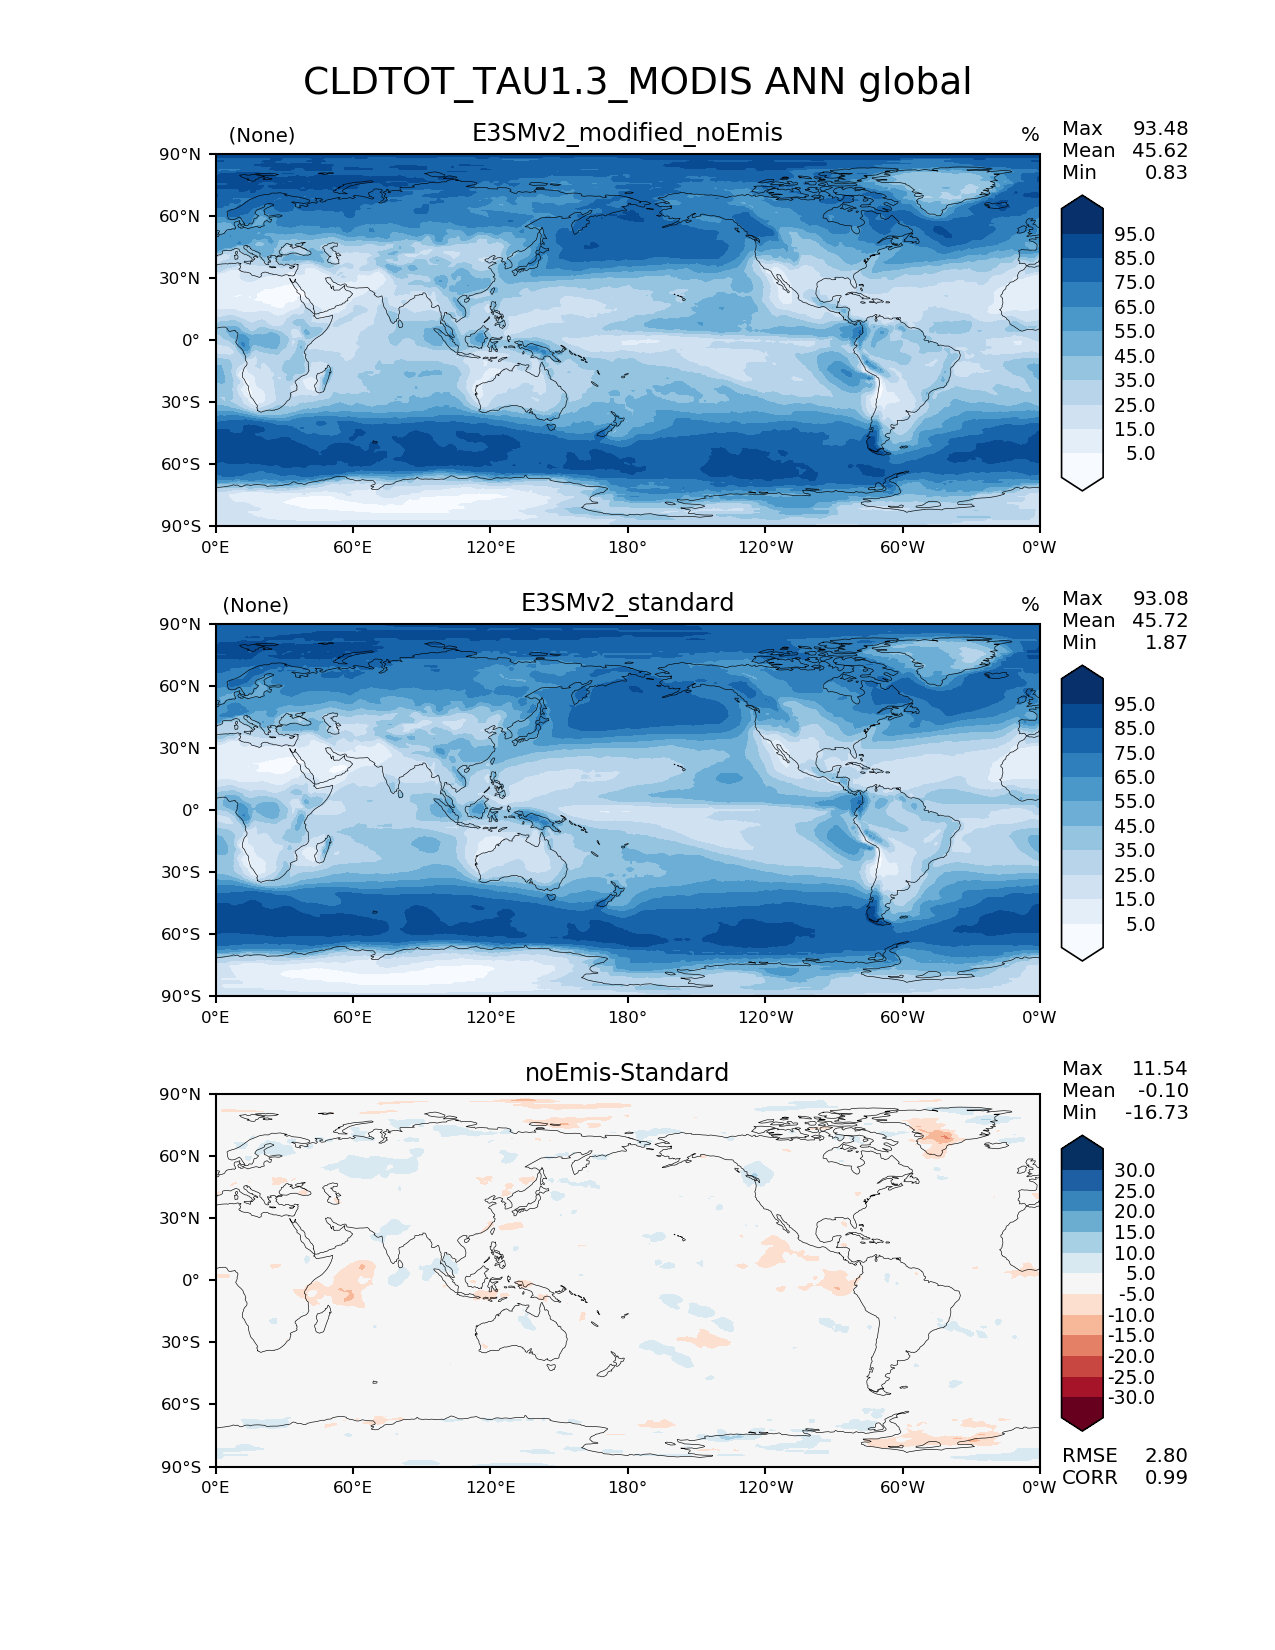 CLDTOT_TAU1.3_MODIS ANN global
(None) E3SMv2_modified_noEmis %
Max 93.48
Mean 45.62
Min 0.83
90°N
60°N
30°N
0°
30°S
60°S
90°S
0°E 60°E 120°E 180° 120°W 60°W 0°W
95.0
85.0
75.0
65.0
55.0
45.0
35.0
25.0
15.0
5.0
(None) E3SMv2_standard %
Max 93.08
Mean 45.72
Min 1.87
90°N
60°N
30°N
0°
30°S
60°S
90°S
0°E 60°E 120°E 180° 120°W 60°W 0°W
95.0
85.0
75.0
65.0
55.0
45.0
35.0
25.0
15.0
5.0
noEmis-Standard
Max 11.54
Mean -0.10
Min -16.73
90°N
60°N
30°N
0°
30°S
60°S
90°S
0°E 60°E 120°E 180° 120°W 60°W 0°W
30.0
25.0
20.0
15.0
10.0
5.0
-5.0
-10.0
-15.0
-20.0
-25.0
-30.0
RMSE 2.80
CORR 0.99